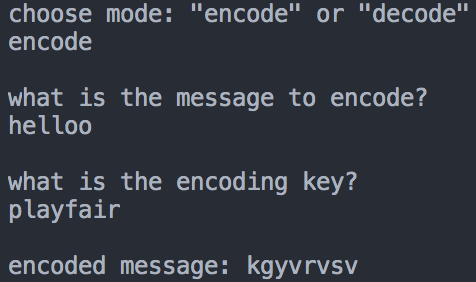 choose mode: "encode" or "decode"
encode
what is the message to encode?
helloo
what is the encoding key?
playfair
encoded message: kgyvrvsv